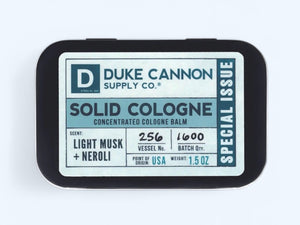 D
DUKE CANNON
SUPPLY CO.®
SOLID COLOGNE
CONCENTRATED COLOGNE BALM
SCENT:
LIGHT MUSK
+ NEROLI
256
VESSEL No.
1600
BATCH QTY.
POINT OF
ORIGIN:
USA
WEIGHT:
1.5 OZ
SPECIAL ISSUE